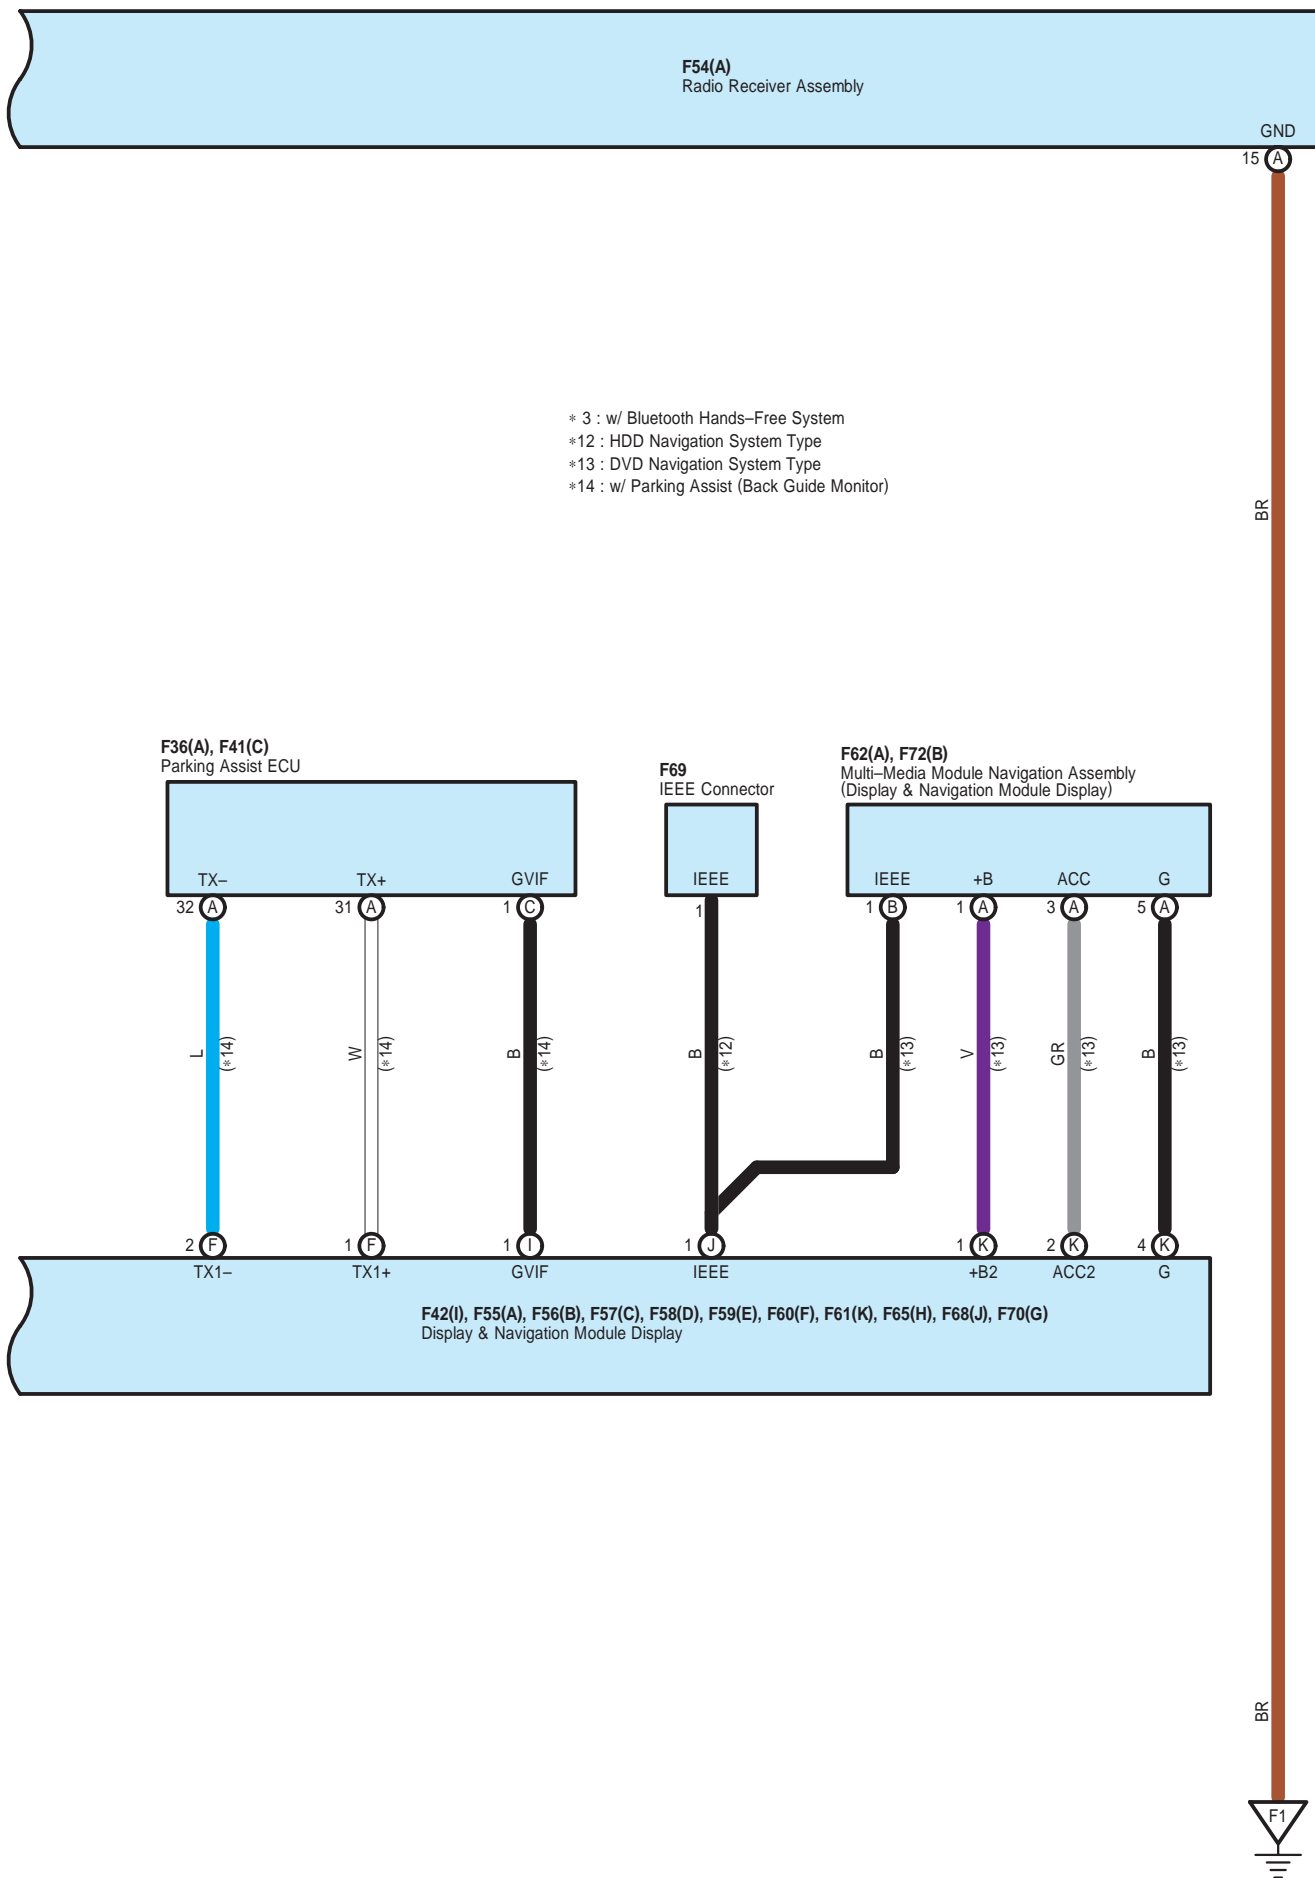 F54(A)
Radio Receiver Assembly
GND
15 A
∗ 3 : w/ Bluetooth Hands–Free System
∗12 : HDD Navigation System Type
∗13 : DVD Navigation System Type
∗14 : w/ Parking Assist (Back Guide Monitor)
BR
F36(A), F41(C)
Parking Assist ECU
F69
IEEE Connector
F62(A), F72(B)
Multi–Media Module Navigation Assembly
(Display & Navigation Module Display)
TX– TX+ GVIF IEEE IEEE +B ACC G
32 A 31 A 1 C 1 1 B 1 A 3 A 5 A
L (∗14) W (∗14) B (∗14) B (∗12) B (∗13) V (∗13) GR (∗13) B (∗13)
2 F 1 F 1 I 1 J 1 K 2 K 4 K
TX1– TX1+ GVIF IEEE +B2 ACC2 G
F42(I), F55(A), F56(B), F57(C), F58(D), F59(E), F60(F), F61(K), F65(H), F68(J), F70(G)
Display & Navigation Module Display
BR
F1